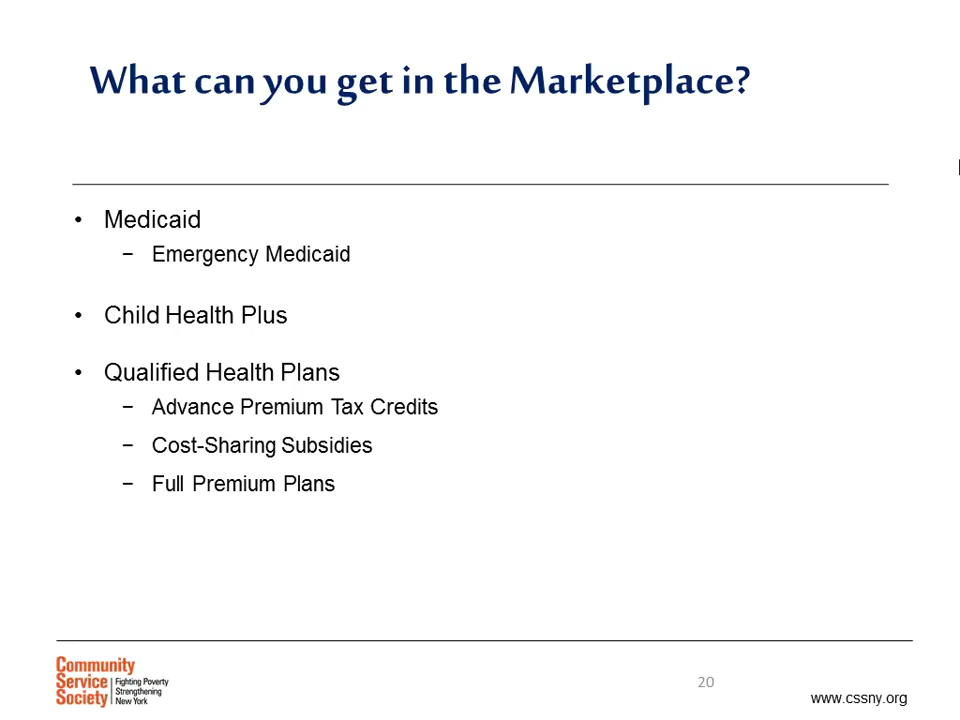 What can you get in the Marketplace?
• Medicaid
− Emergency Medicaid
• Child Health Plus
• Qualified Health Plans
− Advance Premium Tax Credits
− Cost-Sharing Subsidies
− Full Premium Plans
Community
Service
Society
Fighting Poverty
Strengthening
New York
20
www.cssny.org